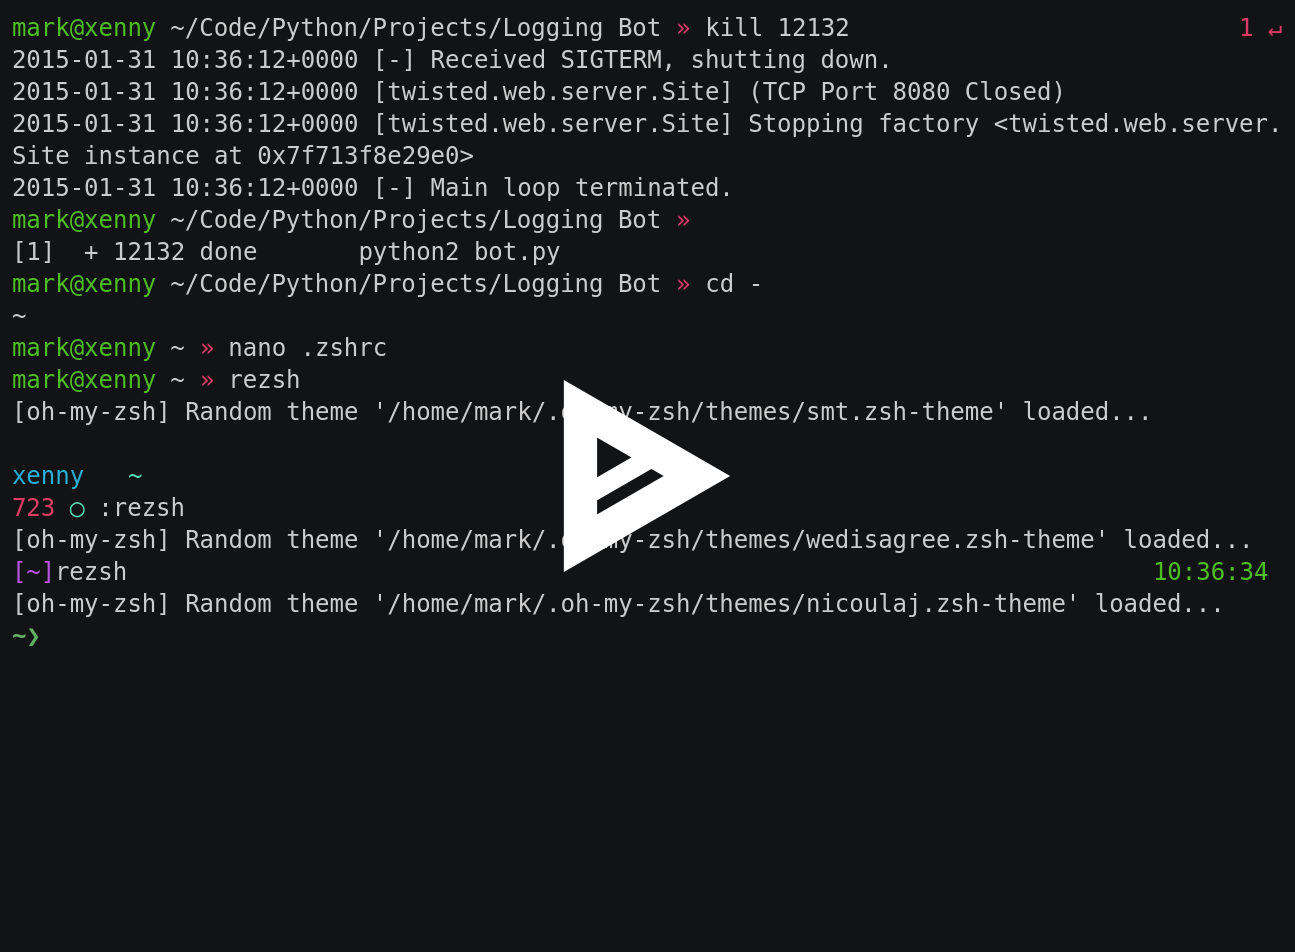 mark@xenny ~/Code/Python/Projects/Logging Bot » kill 12132 1 ↵
2015-01-31 10:36:12+0000 [-] Received SIGTERM, shutting down.
2015-01-31 10:36:12+0000 [twisted.web.server.Site] (TCP Port 8080 Closed)
2015-01-31 10:36:12+0000 [twisted.web.server.Site] Stopping factory <twisted.web.server.
Site instance at 0x7f713f8e29e0>
2015-01-31 10:36:12+0000 [-] Main loop terminated.
mark@xenny ~/Code/Python/Projects/Logging Bot »
[1]  + 12132 done       python2 bot.py
mark@xenny ~/Code/Python/Projects/Logging Bot » cd -
~
mark@xenny ~ » nano .zshrc
mark@xenny ~ » rezsh
[oh-my-zsh] Random theme '/home/mark/.oh-my-zsh/themes/smt.zsh-theme' loaded...
xenny   ~
723 ○ :rezsh
[oh-my-zsh] Random theme '/home/mark/.oh-my-zsh/themes/wedisagree.zsh-theme' loaded...
[~]rezsh 10:36:34
[oh-my-zsh] Random theme '/home/mark/.oh-my-zsh/themes/nicoulaj.zsh-theme' loaded...
~❯